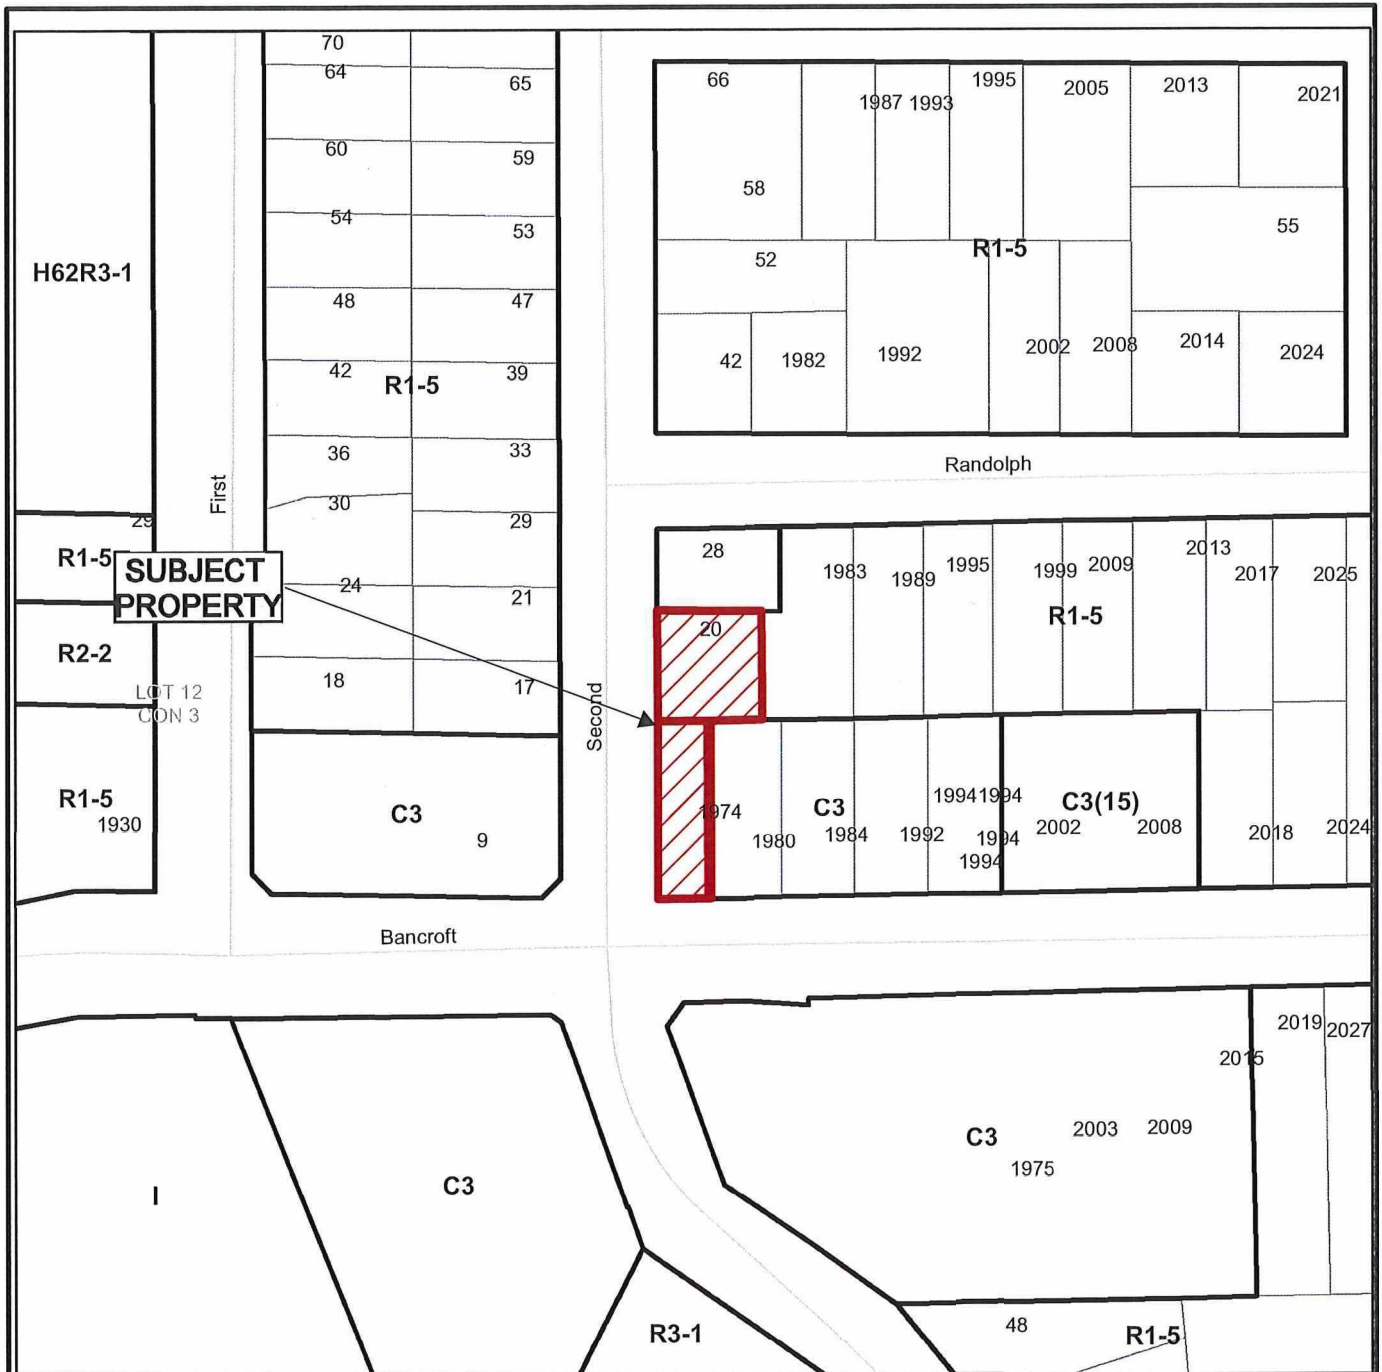 70
64
65
60
59
54
53
48
47
42
39
R1-5
36
33
30
29
24
21
18
17
C3
9
H62R3-1
First
29
R1-5
SUBJECT
PROPERTY
R2-2
LOT 12
CON 3
R1-5
1930
66
1987
1993
1995
2005
2013
2021
58
55
R1-5
52
42
1982
1992
2002
2008
2014
2024
Randolph
28
1983
1989
1995
1999
2009
2013
2017
2025
R1-5
20
Second
1974
C3
1994
1994
C3(15)
1980
1984
1992
1994
2002
2008
2018
2024
1994
Bancroft
2019
2027
2015
C3
2003
2009
1975
I
C3
R3-1
48
R1-5